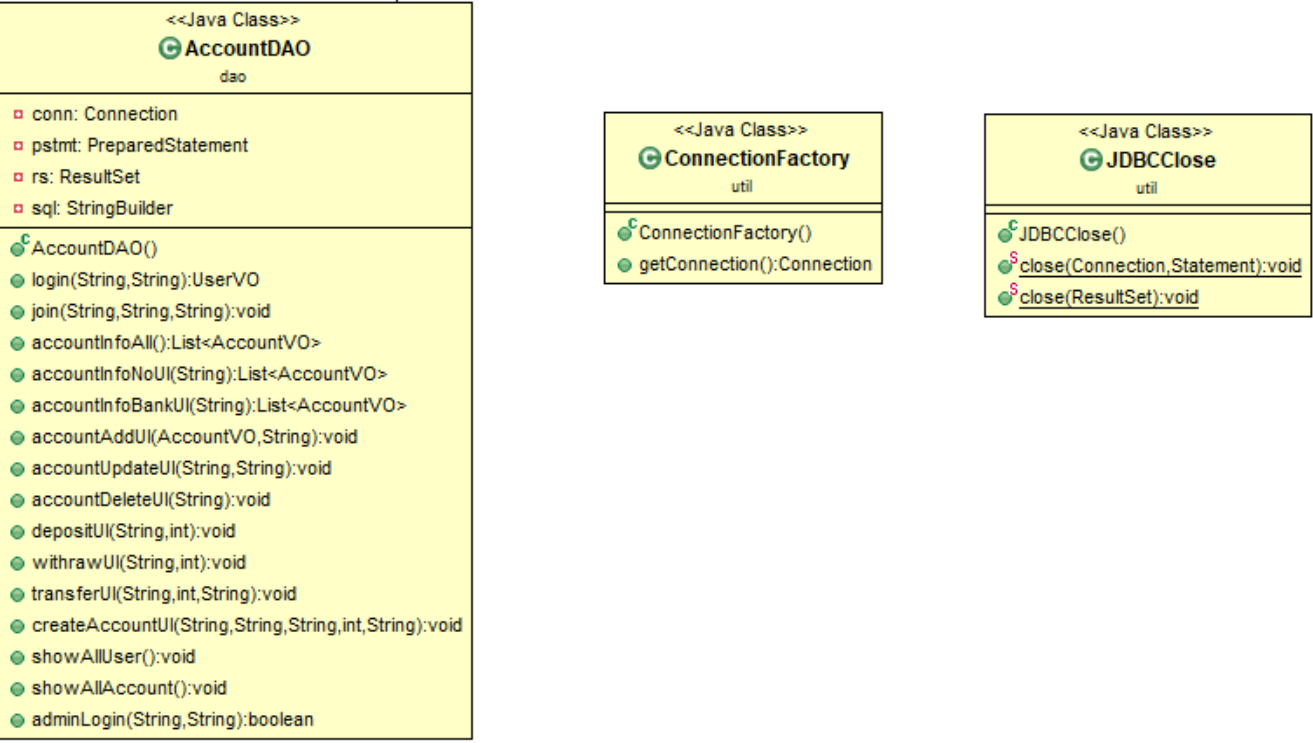 <<Java Class>>
AccountDAO
dao
conn: Connection
pstmt: PreparedStatement
rs: ResultSet
sql: StringBuilder
AccountDAO()
login(String,String):UserVO
join(String,String,String):void
accountInfoAll():List<AccountVO>
accountInfoNoUI(String):List<AccountVO>
accountInfoBankUI(String):List<AccountVO>
accountAddUI(AccountVO,String):void
accountUpdateUI(String,String):void
accountDeleteUI(String):void
depositUI(String,int):void
withrawUI(String,int):void
transferUI(String,int,String):void
createAccountUI(String,String,String,int,String):void
showAllUser():void
showAllAccount():void
adminLogin(String,String):boolean
<<Java Class>>
ConnectionFactory
util
ConnectionFactory()
getConnection():Connection
<<Java Class>>
JDBCClose
util
JDBCClose()
close(Connection,Statement):void
close(ResultSet):void